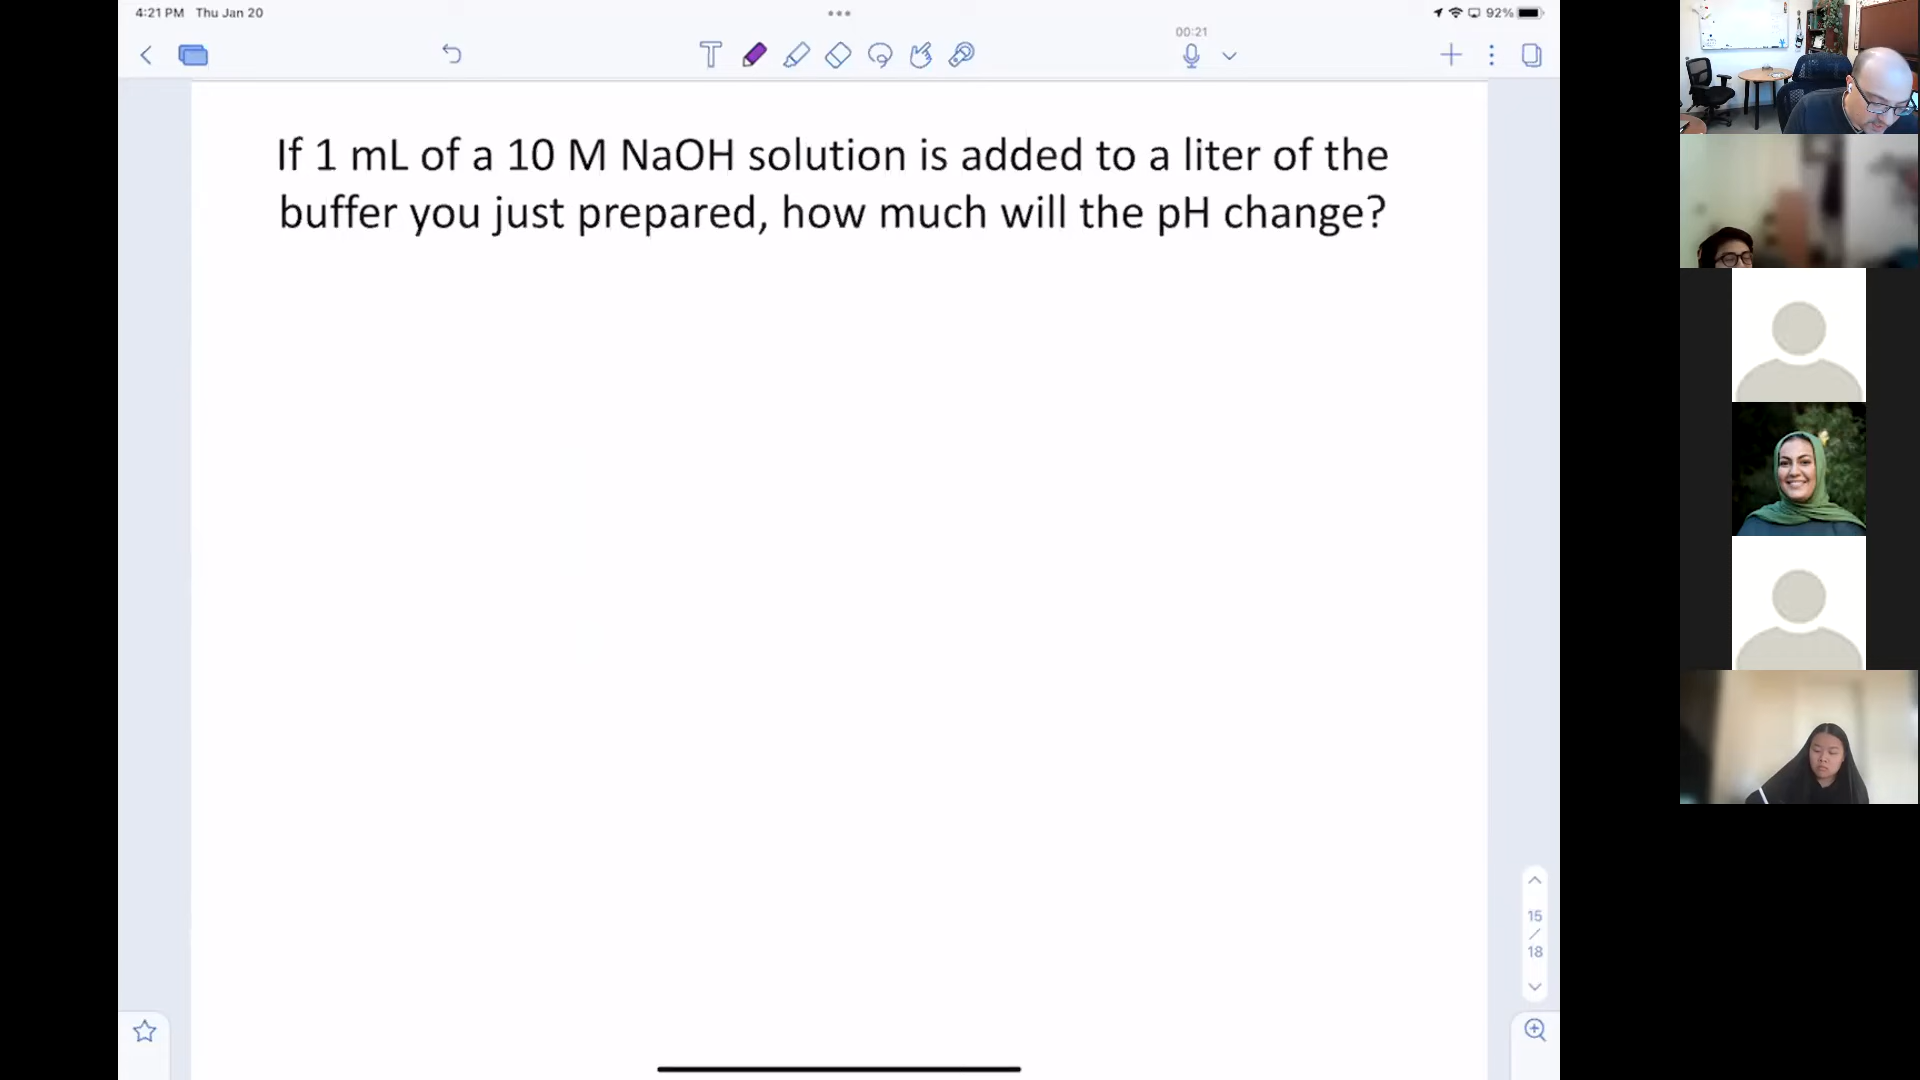 4:21 PM Thu Jan 20
92%
00:21
If 1 mL of a 10 M NaOH solution is added to a liter of the
buffer you just prepared, how much will the pH change?
15
/
18